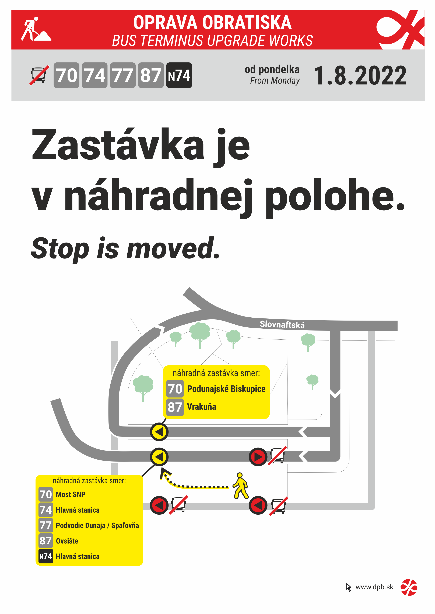 OPRAVA OBRATISKA
BUS TERMINUS UPGRADE WORKS
70 74 77 87 N74
od pondelka
From Monday
1.8.2022
Zastávka je
v náhradnej polohe.
Stop is moved.
Slovnaftská
náhradná zastávka smer:
70 Podunajské Biskupice
87 Vrakuňa
náhradná zastávka smer:
70 Most SNP
74 Hlavná stanica
77 Podvodie Dunaja / Spaľovňa
87 Ovsište
N74 Hlavná stanica
www.dpb.sk